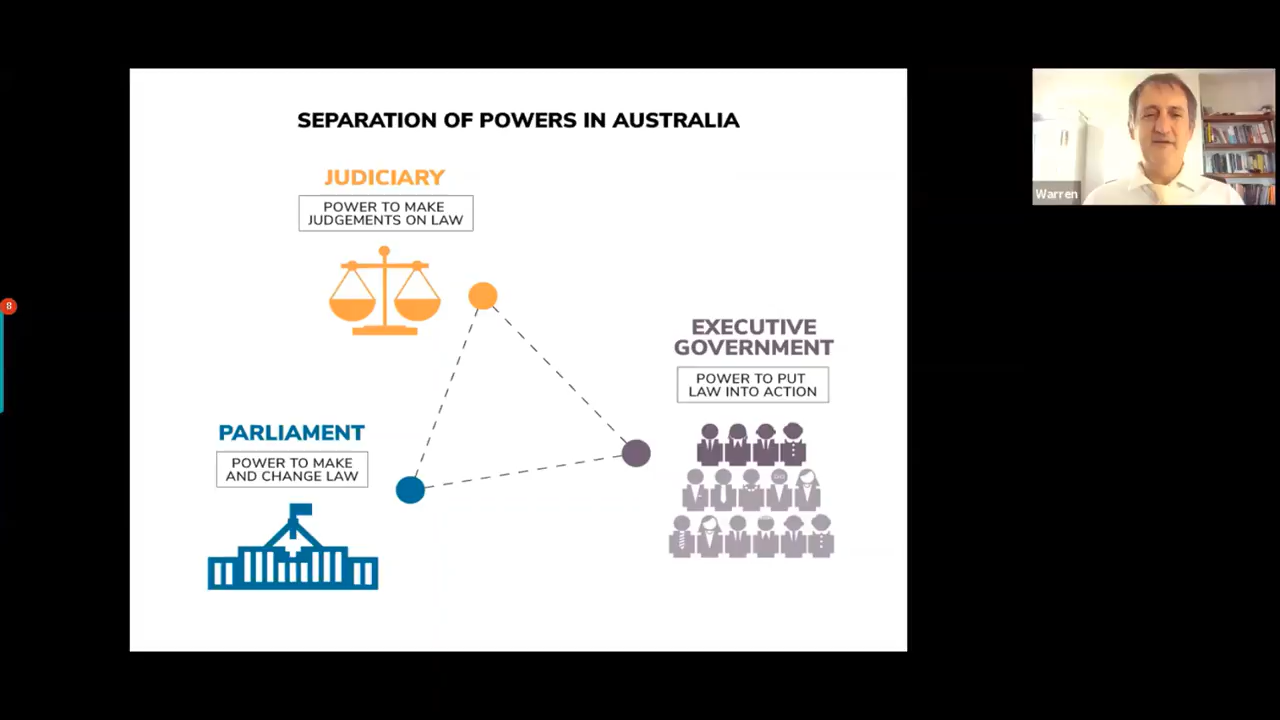 SEPARATION OF POWERS IN AUSTRALIA
JUDICIARY
POWER TO MAKE
JUDGEMENTS ON LAW
EXECUTIVE
GOVERNMENT
POWER TO PUT
LAW INTO ACTION
PARLIAMENT
POWER TO MAKE
AND CHANGE LAW
Warren
8